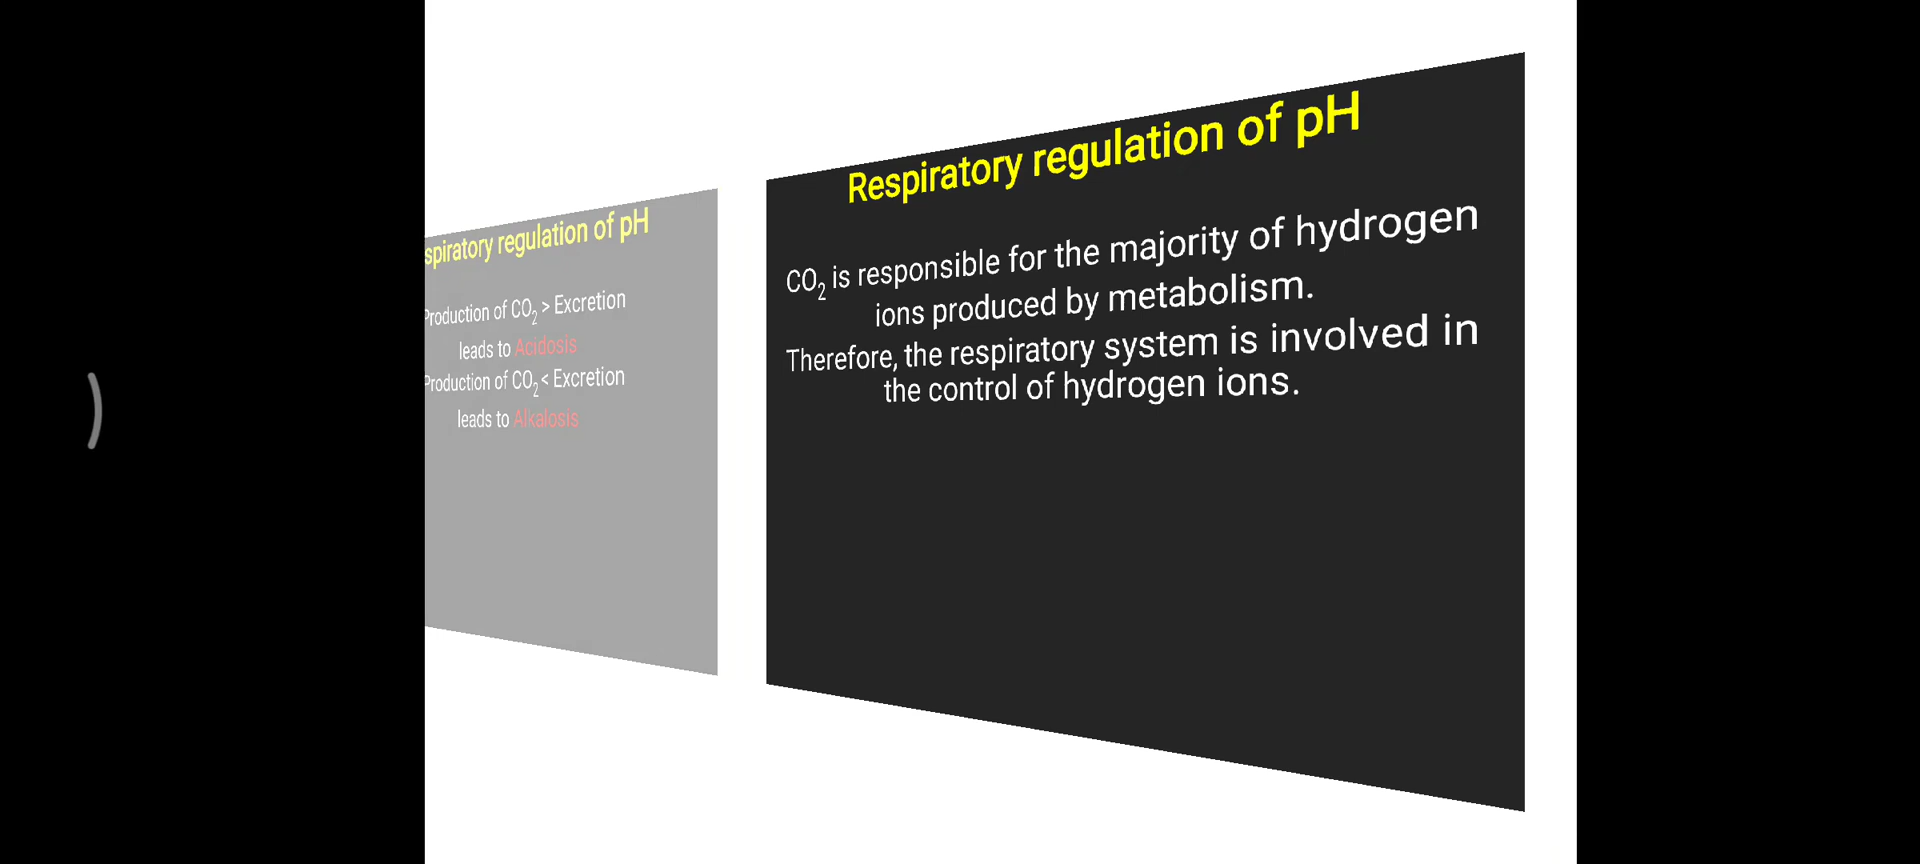 regulation of pH
Production of CO₂ > Excretion
leads to Acidosis
Production of CO₂ < Excretion
leads to Alkalosis
Respiratory regulation of pH
CO₂ is responsible for the majority of hydrogen
ions produced by metabolism.
Therefore, the respiratory system is involved in
the control of hydrogen ions.